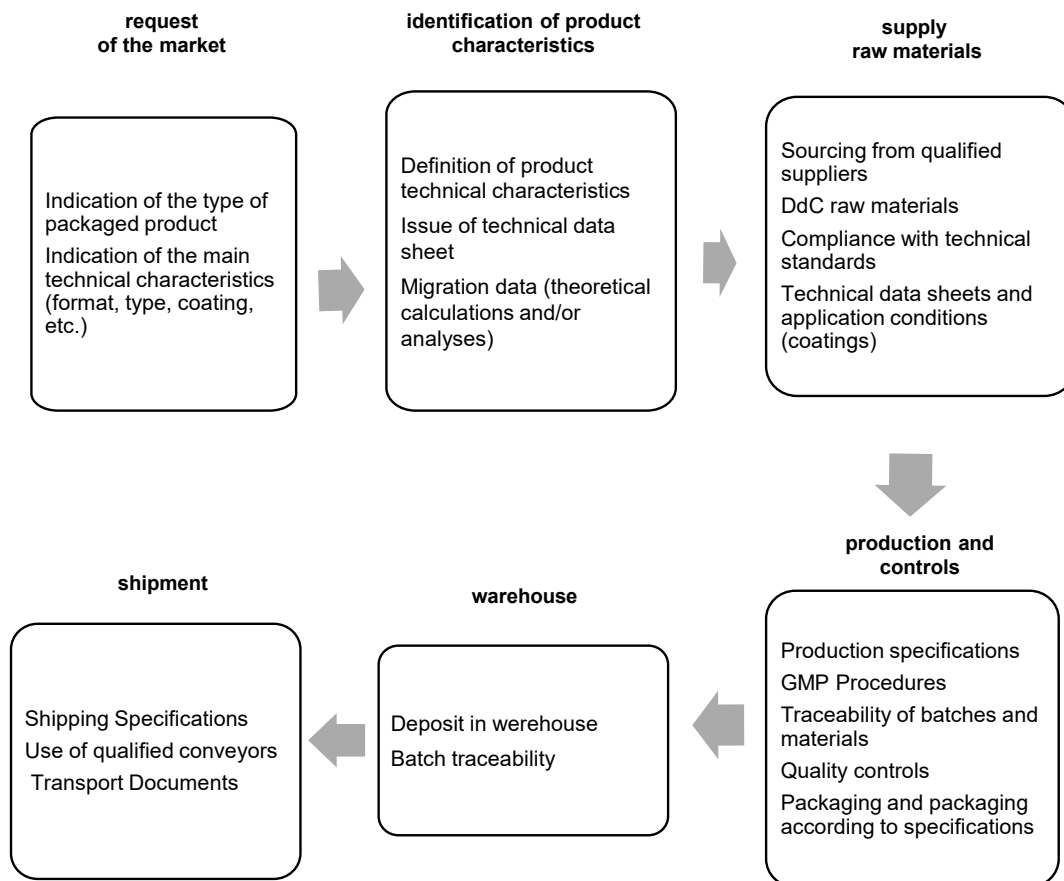 request
of the market
Indication of the type of
packaged product
Indication of the main
technical characteristics
(format, type, coating,
etc.)
identification of product
characteristics
Definition of product
technical characteristics
Issue of technical data
sheet
Migration data (theoretical
calculations and/or
analyses)
supply
raw materials
Sourcing from qualified
suppliers
DdC raw materials
Compliance with technical
standards
Technical data sheets and
application conditions
(coatings)
production and
controls
Production specifications
GMP Procedures
Traceability of batches and
materials
Quality controls
Packaging and packaging
according to specifications
warehouse
Deposit in werehouse
Batch traceability
shipment
Shipping Specifications
Use of qualified conveyors
Transport Documents